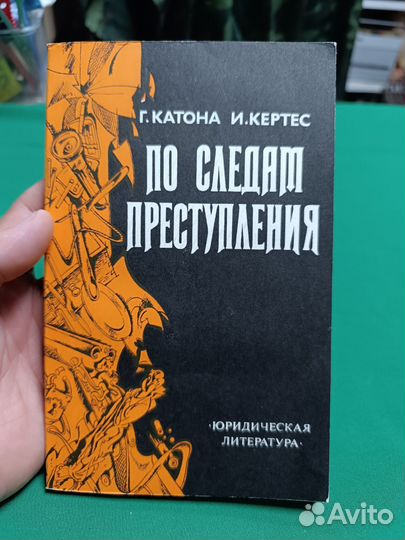 Г. КАТОНА И. КЕРТЕС
ПО СЛЕДАМ
ПРЕСТУПЛЕНИЯ
·ЮРИДИЧЕСКАЯ
ЛИТЕРАТУРА·
Avito